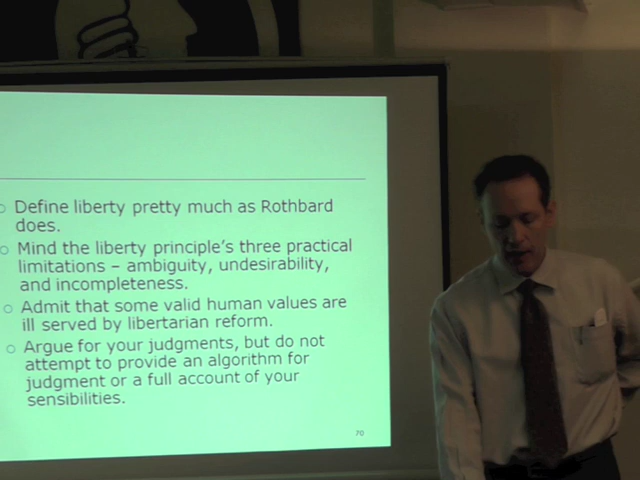 ○ Define liberty pretty much as Rothbard
does.
○ Mind the liberty principle's three practical
limitations – ambiguity, undesirability,
and incompleteness.
○ Admit that some valid human values are
ill served by libertarian reform.
○ Argue for your judgments, but do not
attempt to provide an algorithm for
judgment or a full account of your
sensibilities.
70